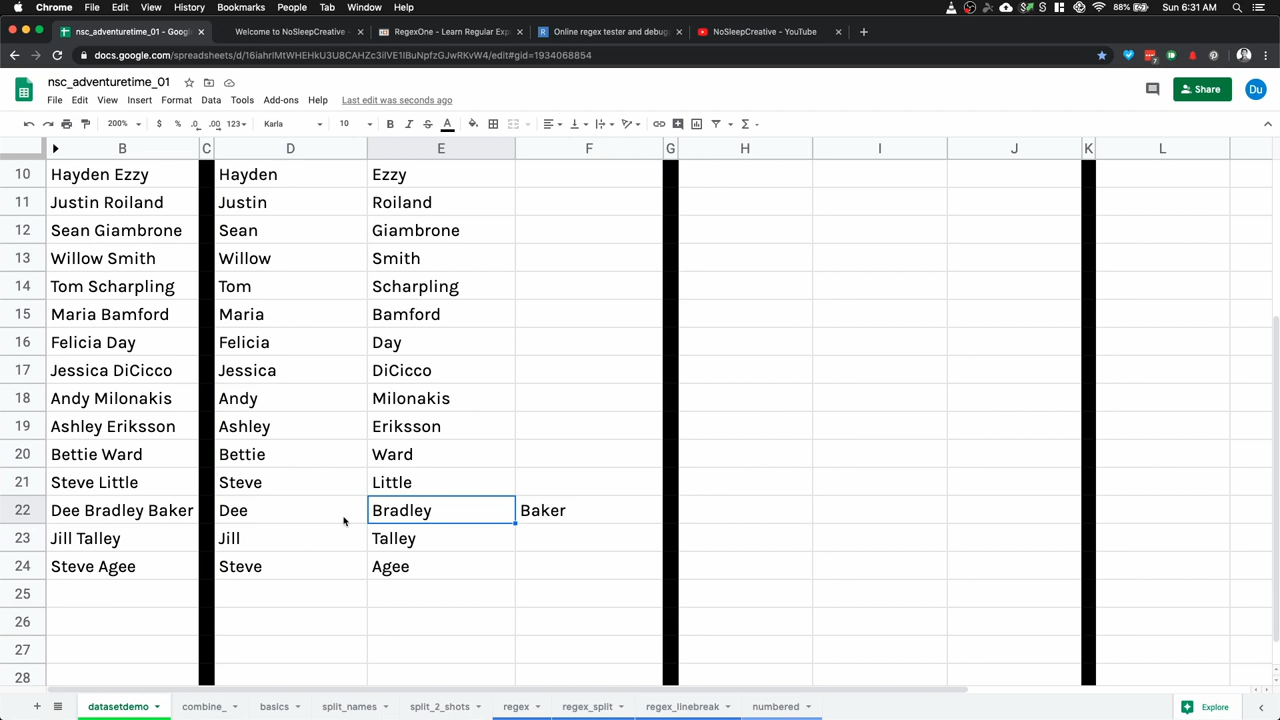 Chrome File Edit View History Bookmarks People Tab Window Help 88% Sun 6:31 AM
nsc_adventuretime_01 - Googl Welcome to NoSleepCreative - RegexOne - Learn Regular Exp Online regex tester and debug NoSleepCreative - YouTube
docs.google.com/spreadsheets/d/16iahrlMtWHEHkU3U8CAHZc3iiVE1IBuNpfzGJwRKvW4/edit#gid=1934068854
nsc_adventuretime_01
File Edit View Insert Format Data Tools Add-ons Help Last edit was seconds ago
Share
Du
200% $ % .0 .00 123 Karla 10 B I S A
B C D E F G H I J K L
10 Hayden Ezzy Hayden Ezzy
11 Justin Roiland Justin Roiland
12 Sean Giambrone Sean Giambrone
13 Willow Smith Willow Smith
14 Tom Scharpling Tom Scharpling
15 Maria Bamford Maria Bamford
16 Felicia Day Felicia Day
17 Jessica DiCicco Jessica DiCicco
18 Andy Milonakis Andy Milonakis
19 Ashley Eriksson Ashley Eriksson
20 Bettie Ward Bettie Ward
21 Steve Little Steve Little
22 Dee Bradley Baker Dee Bradley Baker
23 Jill Talley Jill Talley
24 Steve Agee Steve Agee
25
26
27
28
datasetdemo combine_ basics split_names split_2_shots regex regex_split regex_linebreak numbered Explore